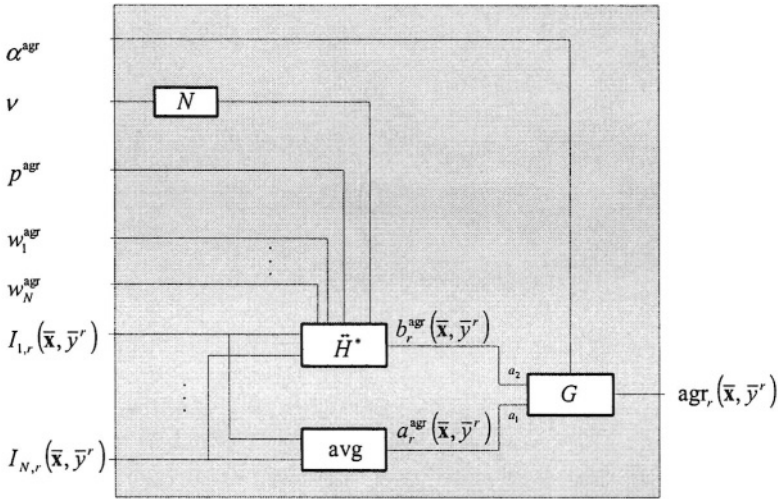 α^agr
ν N
p^agr
w_1^agr
⋮
w_N^agr
I_{1,r}(x̄, ȳ^r)
Ḧ*
b_r^agr(x̄, ȳ^r)
a_2
G
agr_r(x̄, ȳ^r)
a_1
⋮
avg
a_r^agr(x̄, ȳ^r)
I_{N,r}(x̄, ȳ^r)